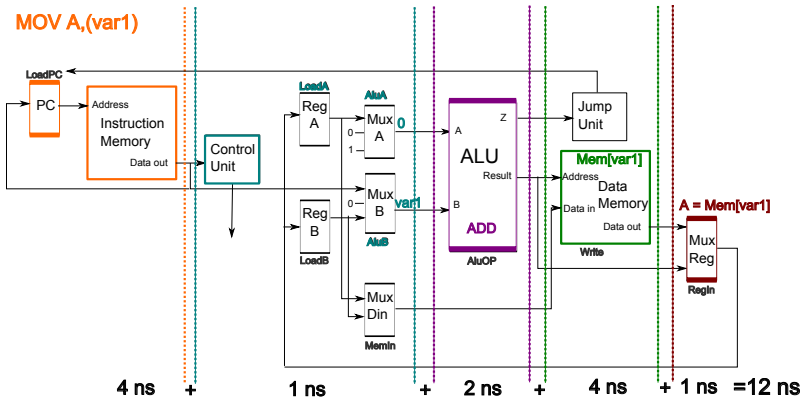 MOV A,(var1)
LoadPC
PC
Address
Instruction
Memory
Data out
Control
Unit
LoadA
Reg
A
AluA
Mux
A
0
0
1
Mux
B
0
var1
AluB
Reg
B
LoadB
Mux
Din
MemIn
A
Z
ALU
Result
B
ADD
AluOP
Jump
Unit
Mem[var1]
Address
Data
Memory
Data in
Data out
Write
A = Mem[var1]
Mux
Reg
RegIn
4 ns + 1 ns + 2 ns + 4 ns + 1 ns =12 ns